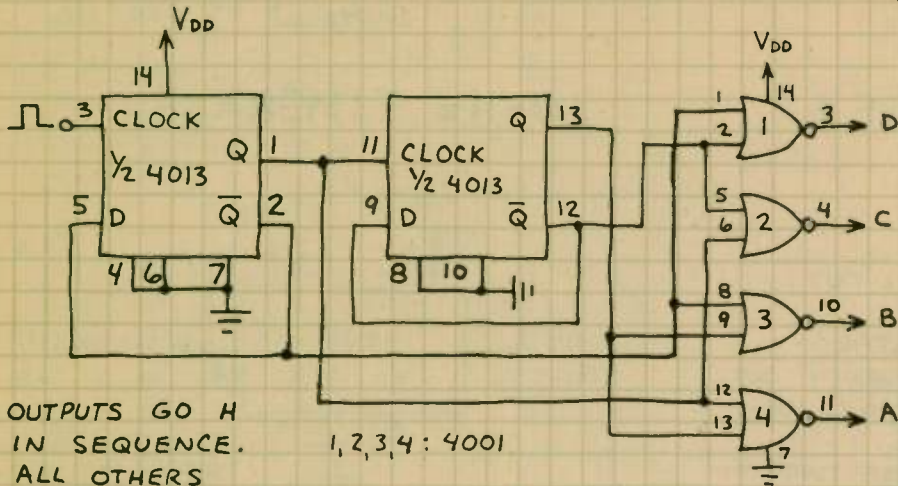 VDD
14
3
CLOCK
Q
1
1/2 4013
5
D
Q̅
2
4
6
7
Q
13
11
CLOCK
1/2 4013
9
D
Q̅
12
8
10
VDD
14
1
2
1
3
D
5
6
2
4
C
8
9
3
10
B
12
13
4
11
A
7
OUTPUTS GO H
IN SEQUENCE.
ALL OTHERS
1, 2, 3, 4 : 4001